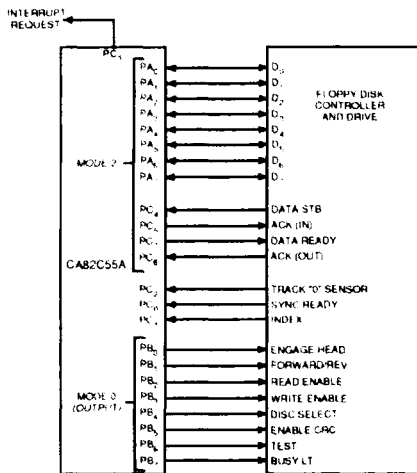 INTERRUPT
REQUEST
PC₃
PA₀ D₀
PA₁ D₁
PA₂ D₂
PA₃ D₃
PA₄ D₄
PA₅ D₅
PA₆ D₆
PA₇ D₇
FLOPPY DISK
CONTROLLER
AND DRIVE
MODE 2
PC₄ DATA STB
PC₅ ACK (IN)
PC₇ DATA READY
PC₆ ACK (OUT)
CA82C55A
PC₂ TRACK "0" SENSOR
PC₀ SYNC READY
PC₁ INDEX
PB₀ ENGAGE HEAD
PB₁ FORWARD/REV
PB₂ READ ENABLE
PB₃ WRITE ENABLE
PB₄ DISC SELECT
PB₅ ENABLE CRC
PB₆ TEST
PB₇ BUSY LT
MODE 0
(OUTPUT)